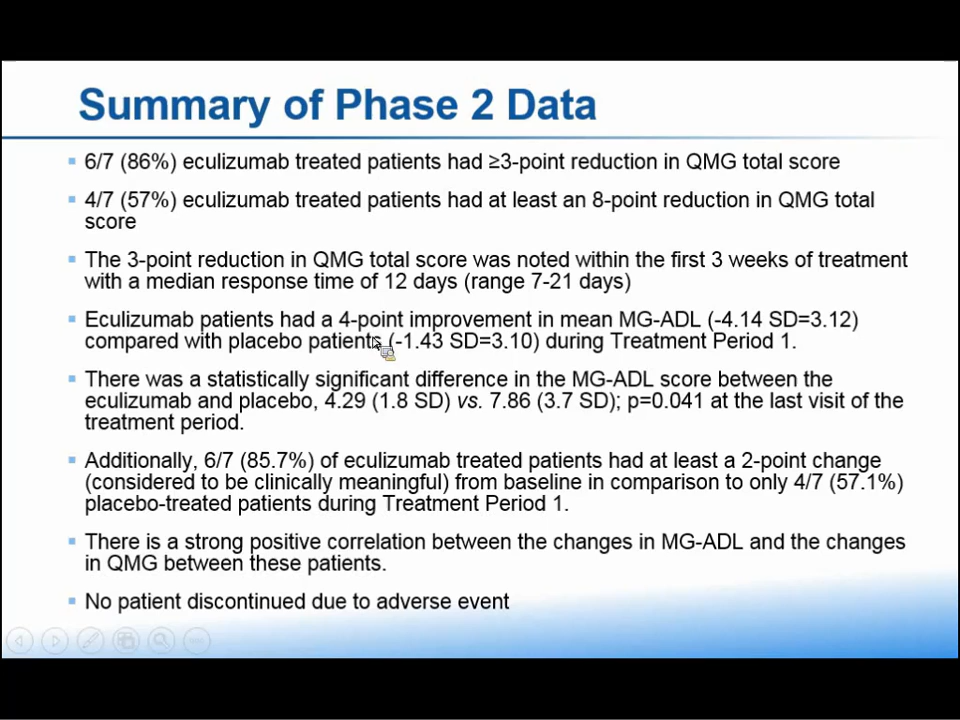 Summary of Phase 2 Data
▪ 6/7 (86%) eculizumab treated patients had ≥3-point reduction in QMG total score
▪ 4/7 (57%) eculizumab treated patients had at least an 8-point reduction in QMG total
score
▪ The 3-point reduction in QMG total score was noted within the first 3 weeks of treatment
with a median response time of 12 days (range 7-21 days)
▪ Eculizumab patients had a 4-point improvement in mean MG-ADL (-4.14 SD=3.12)
compared with placebo patients (-1.43 SD=3.10) during Treatment Period 1.
▪ There was a statistically significant difference in the MG-ADL score between the
eculizumab and placebo, 4.29 (1.8 SD) vs. 7.86 (3.7 SD); p=0.041 at the last visit of the
treatment period.
▪ Additionally, 6/7 (85.7%) of eculizumab treated patients had at least a 2-point change
(considered to be clinically meaningful) from baseline in comparison to only 4/7 (57.1%)
placebo-treated patients during Treatment Period 1.
▪ There is a strong positive correlation between the changes in MG-ADL and the changes
in QMG between these patients.
▪ No patient discontinued due to adverse event